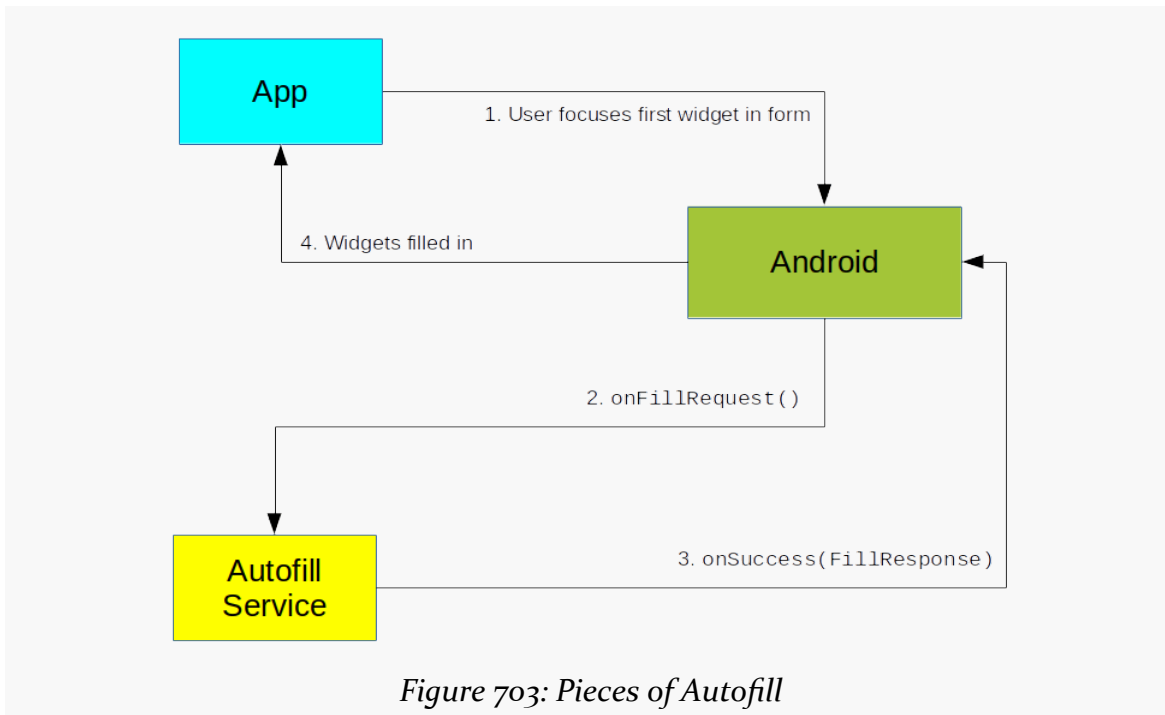 App
1. User focuses first widget in form
4. Widgets filled in
Android
2. onFillRequest()
Autofill
Service
3. onSuccess(FillResponse)
Figure 703: Pieces of Autofill